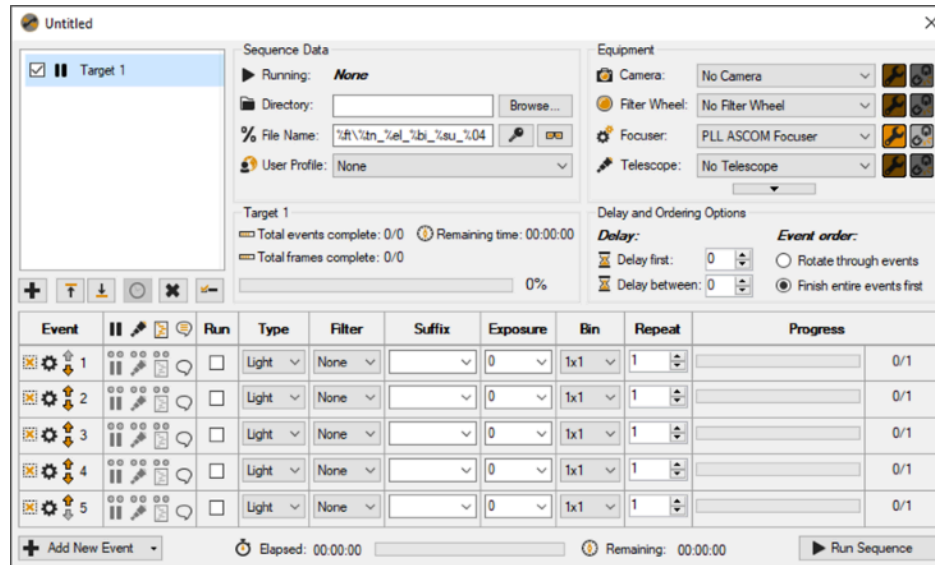 Untitled
Target 1
Sequence Data
Running: None
Directory: Browse...
File Name: %ft\%tn_%el_%bi_%su_%04
User Profile: None
Equipment
Camera: No Camera
Filter Wheel: No Filter Wheel
Focuser: PLL ASCOM Focuser
Telescope: No Telescope
Target 1
Total events complete: 0/0 Remaining time: 00:00:00
Total frames complete: 0/0
0%
Delay and Ordering Options
Delay: Event order:
Delay first: 0 Rotate through events
Delay between: 0 Finish entire events first
Event Run Type Filter Suffix Exposure Bin Repeat Progress
1 Light None 0 1x1 1 0/1
2 Light None 0 1x1 1 0/1
3 Light None 0 1x1 1 0/1
4 Light None 0 1x1 1 0/1
5 Light None 0 1x1 1 0/1
Add New Event Elapsed: 00:00:00 Remaining: 00:00:00 Run Sequence